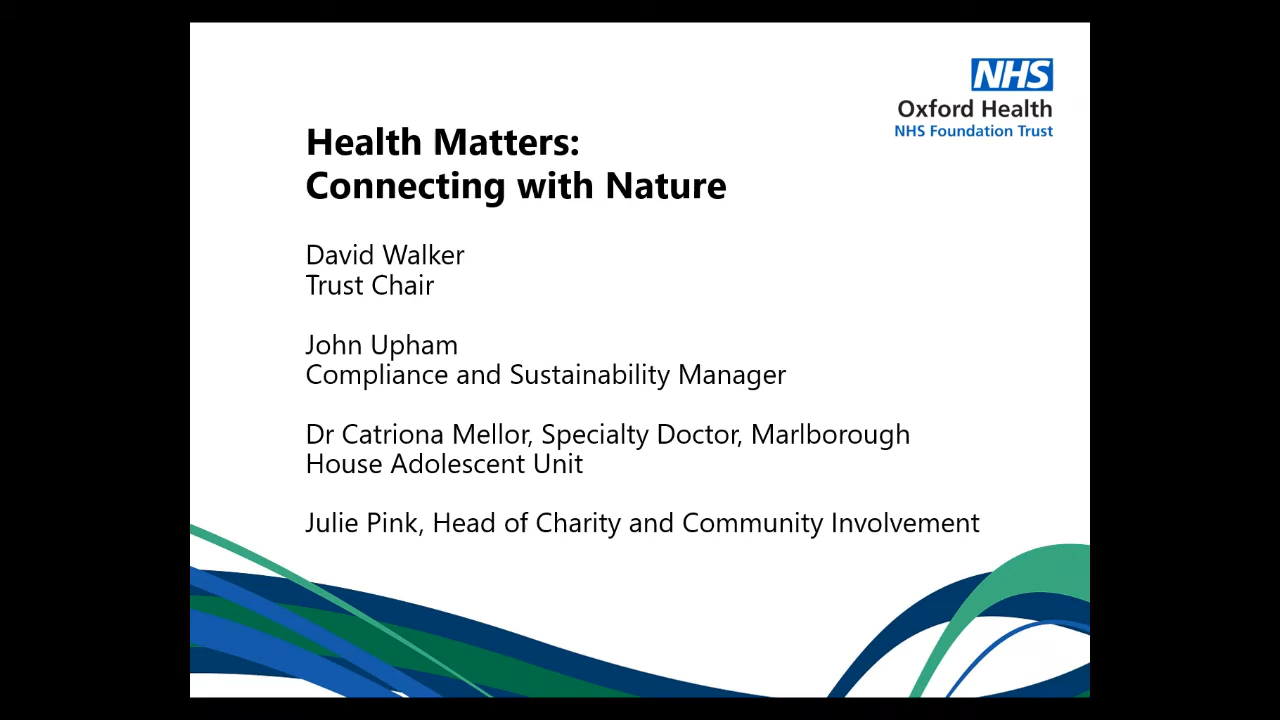 NHS
Oxford Health
NHS Foundation Trust
Health Matters:
Connecting with Nature
David Walker
Trust Chair
John Upham
Compliance and Sustainability Manager
Dr Catriona Mellor, Specialty Doctor, Marlborough
House Adolescent Unit
Julie Pink, Head of Charity and Community Involvement